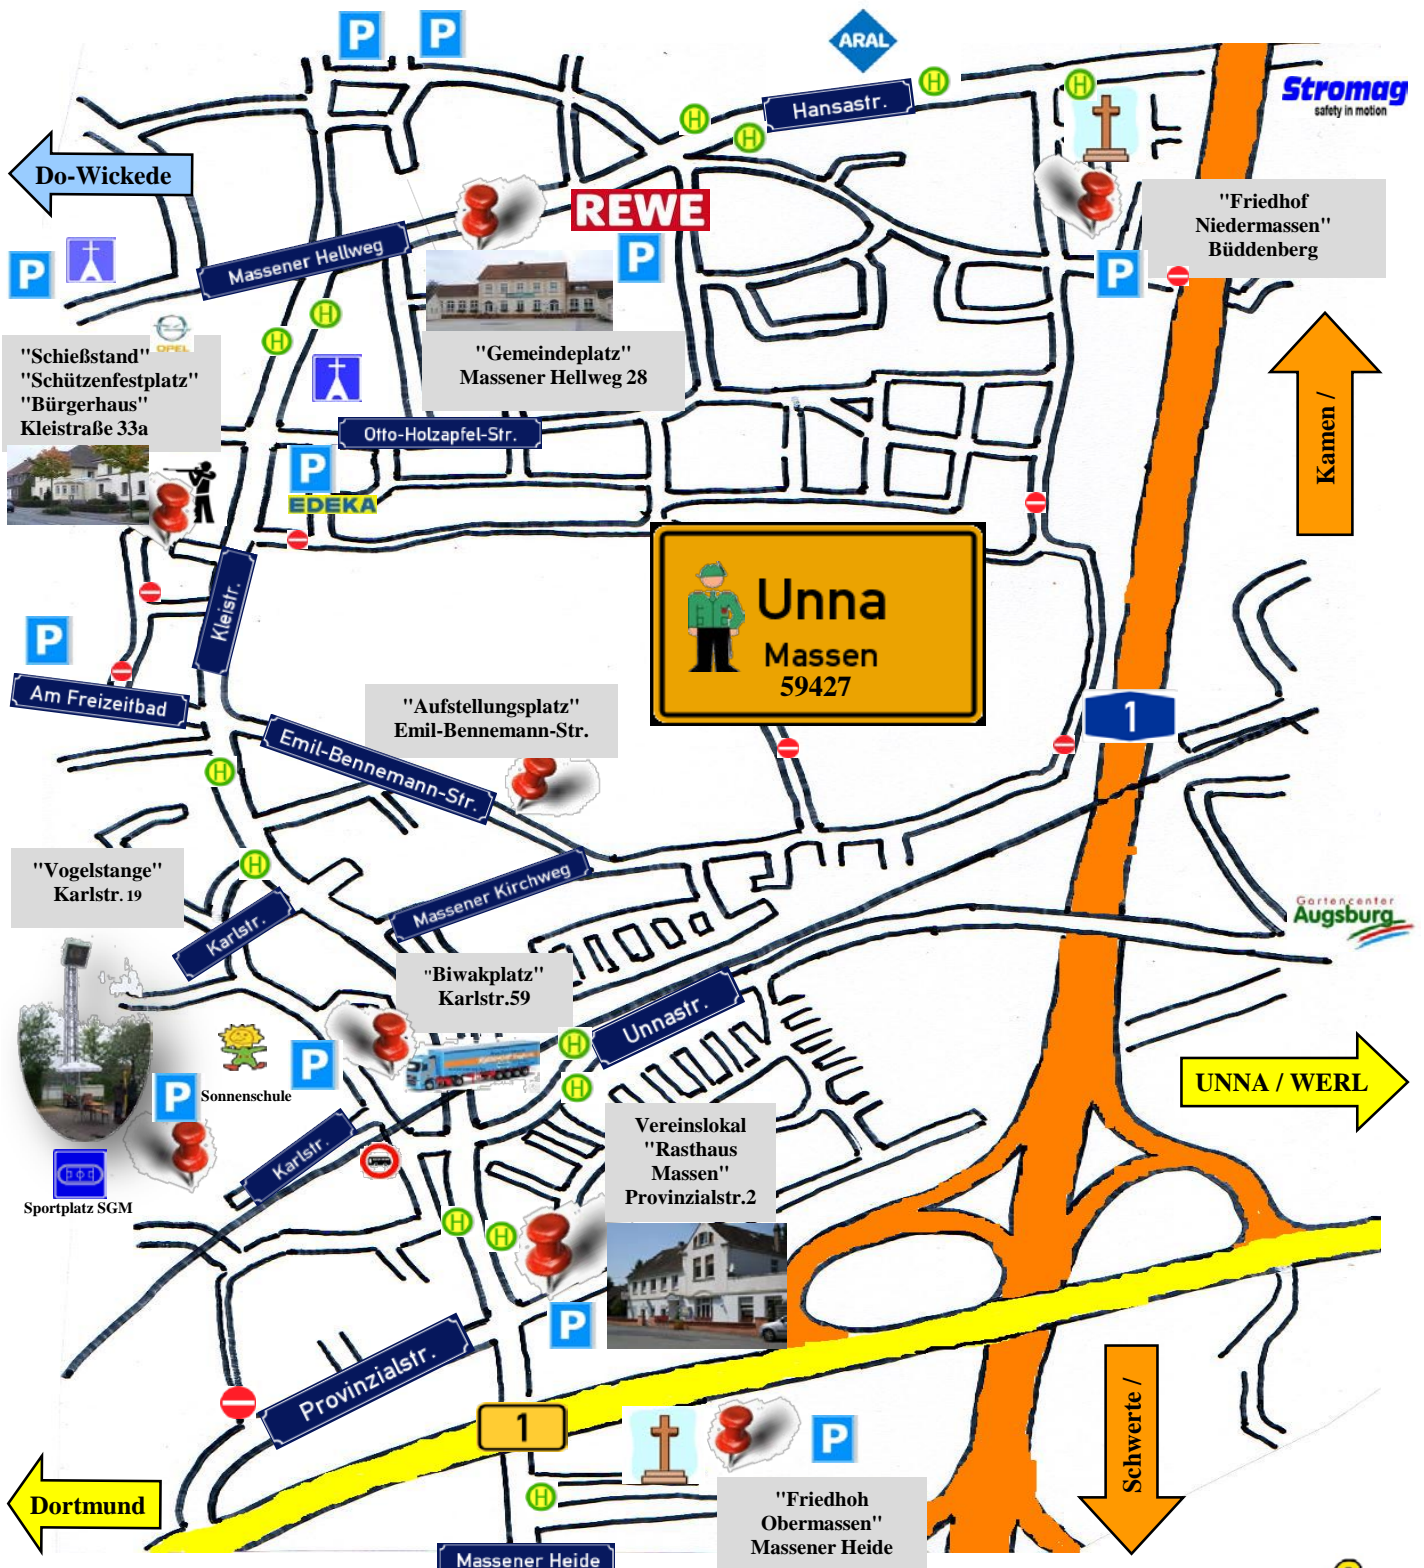 P
P
ARAL
Hansastr.
H
H
H
H
Stromag
safety in motion
Do-Wickede
REWE
"Friedhof
Niedermassen"
Büddenberg
Massener Hellweg
P
P
P
H
H
OPEL
"Schießstand"
"Schützenfestplatz"
"Bürgerhaus"
Kleistraße 33a
"Gemeindeplatz"
Massener Hellweg 28
Kamen /
Otto-Holzapfel-Str.
P
EDEKA
Kleistr.
Unna
Massen
59427
P
Am Freizeitbad
"Aufstellungsplatz"
Emil-Bennemann-Str.
1
Emil-Bennemann-Str.
H
"Vogelstange"
Karlstr. 19
H
Massener Kirchweg
Karlstr.
Gartencenter
Augsburg
"Biwakplatz"
Karlstr.59
Unnastr.
H
H
P
Sonnenschule
P
UNNA / WERL
Vereinslokal
"Rasthaus
Massen"
Provinzialstr.2
Karlstr.
Sportplatz SGM
H
H
P
Provinzialstr.
1
P
Schwerte /
Dortmund
H
"Friedhoh
Obermassen"
Massener Heide
Massener Heide